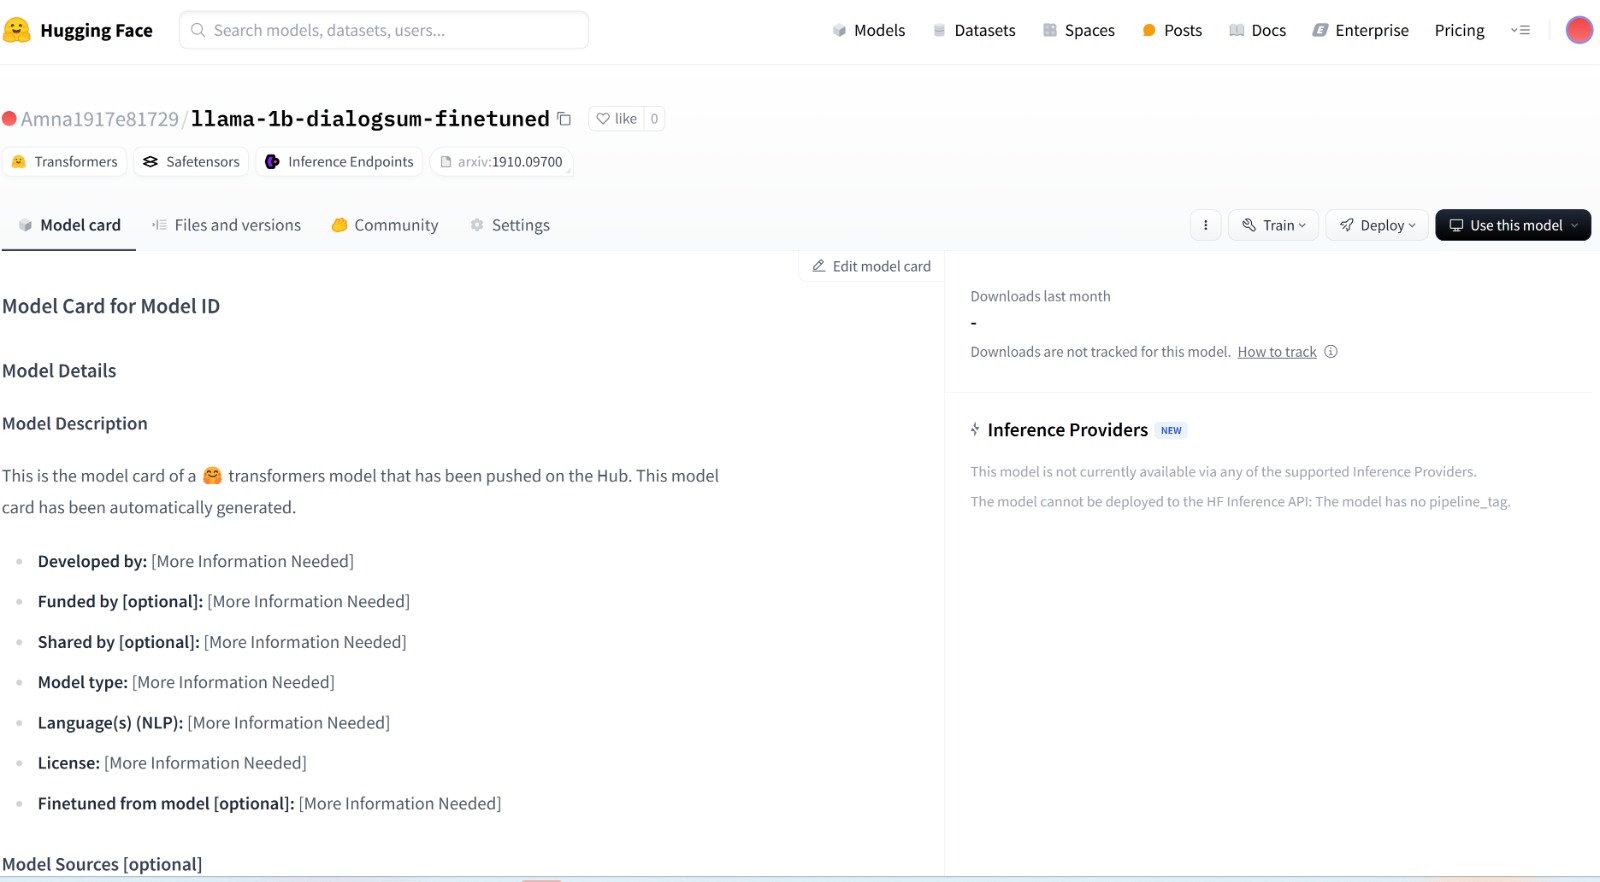 Hugging Face
Search models, datasets, users...
Models
Datasets
Spaces
Posts
Docs
Enterprise
Pricing
Amna1917e81729/llama-1b-dialogsum-finetuned
like 0
Transformers
Safetensors
Inference Endpoints
arxiv:1910.09700
Model card
Files and versions
Community
Settings
Train
Deploy
Use this model
Edit model card
Model Card for Model ID
Model Details
Model Description
This is the model card of a 🤗 transformers model that has been pushed on the Hub. This model
card has been automatically generated.
Developed by: [More Information Needed]
Funded by [optional]: [More Information Needed]
Shared by [optional]: [More Information Needed]
Model type: [More Information Needed]
Language(s) (NLP): [More Information Needed]
License: [More Information Needed]
Finetuned from model [optional]: [More Information Needed]
Model Sources [optional]
Downloads last month
-
Downloads are not tracked for this model. How to track
Inference Providers NEW
This model is not currently available via any of the supported Inference Providers.
The model cannot be deployed to the HF Inference API: The model has no pipeline_tag.